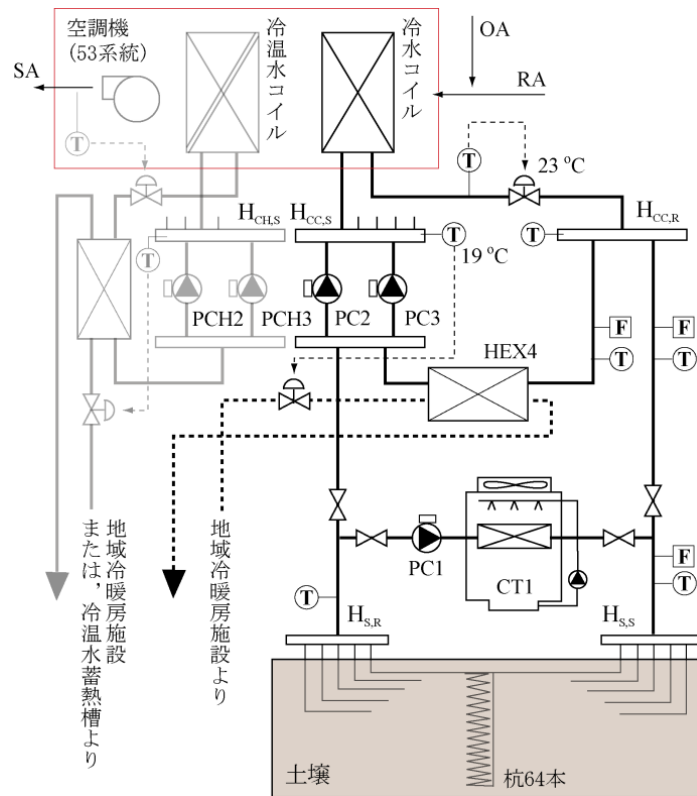 空調機
(53系統)
SA
冷温水コイル
冷水コイル
OA
RA
T
T
23 ℃
H_CH,S
H_CC,S
H_CC,R
T
T
T
19 ℃
PCH2
PCH3
PC2
PC3
HEX4
F
F
T
T
地域冷暖房施設
または，冷温水蓄熱槽より
地域冷暖房施設より
PC1
CT1
F
T
T
H_S,R
H_S,S
土壌
杭64本